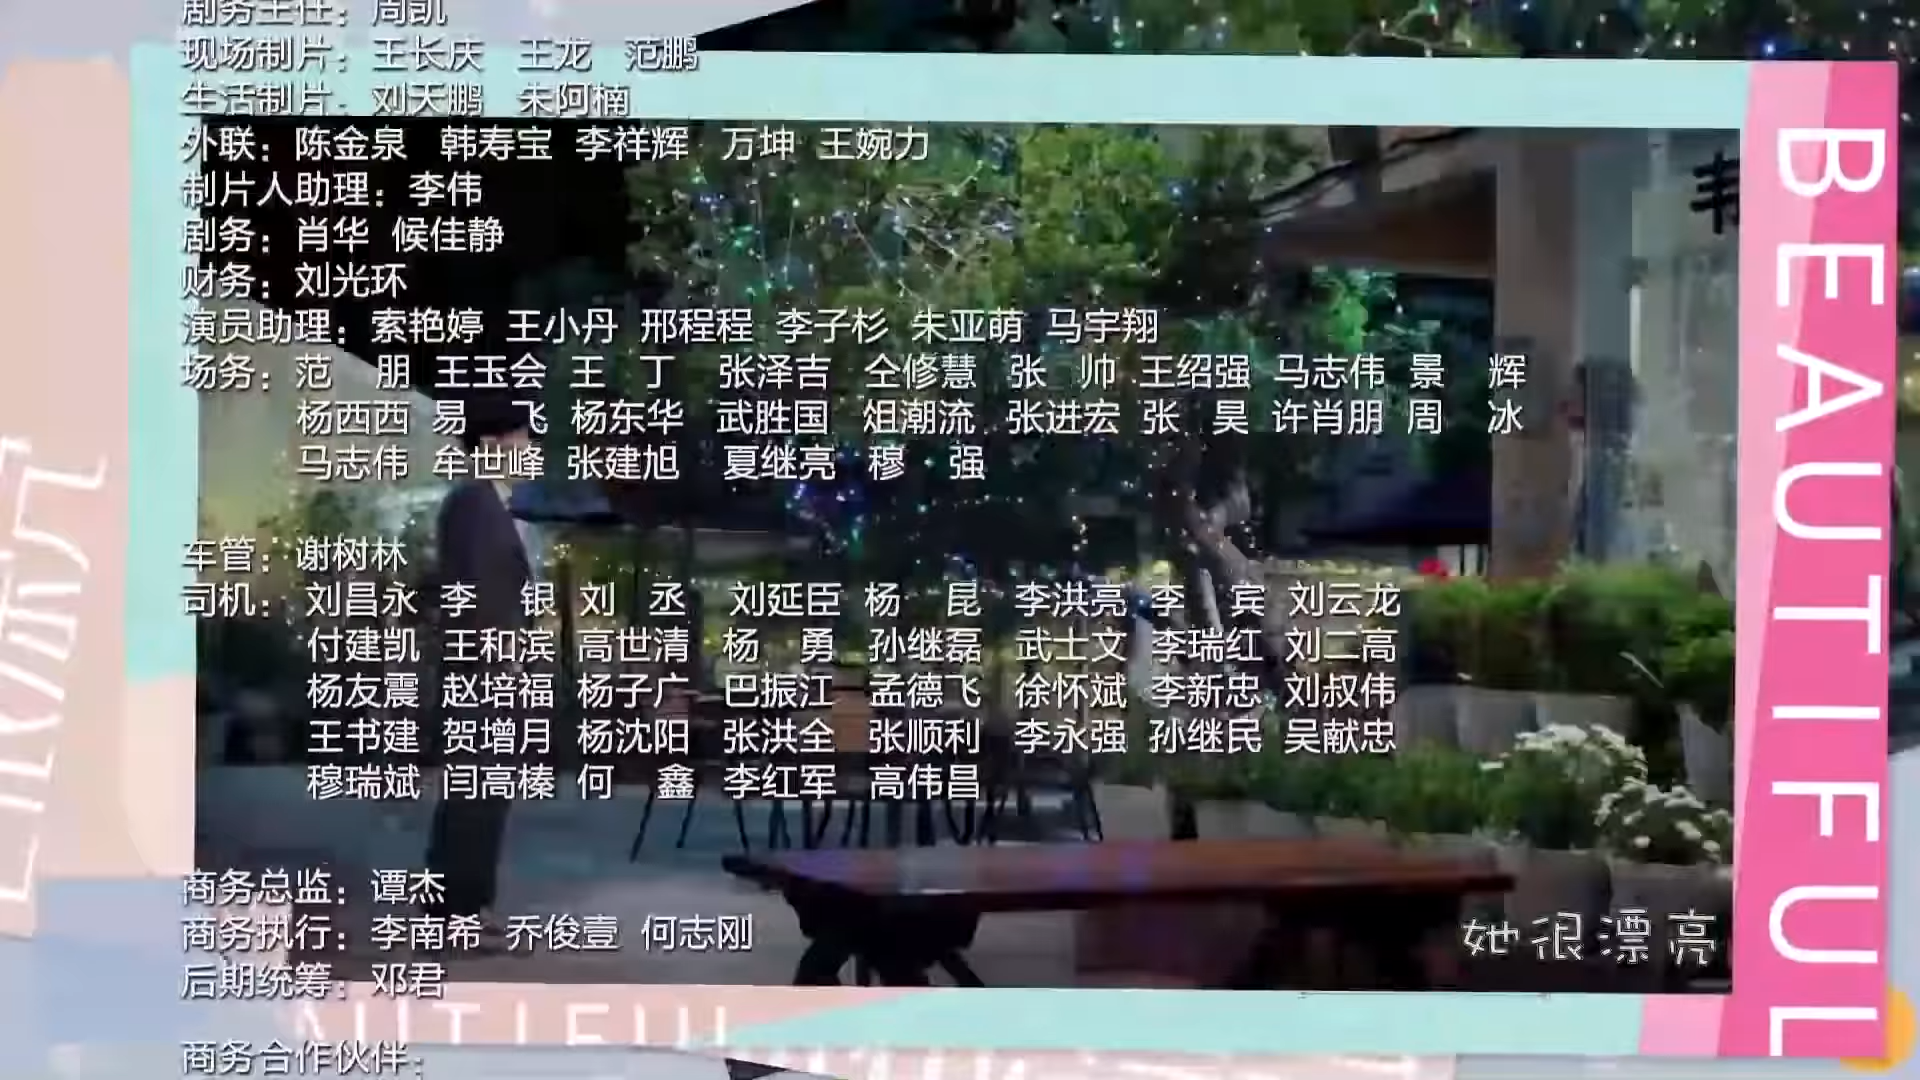 剧务主任：周凯
现场制片：王长庆 王龙 范鹏
生活制片：刘天鹏 朱阿楠
外联：陈金泉 韩寿宝 李祥辉 万坤 王婉力
制片人助理：李伟
剧务：肖华 候佳静
财务：刘光环
演员助理：索艳婷 王小丹 邢程程 李子杉 朱亚萌 马宇翔
场务：范 朋 王玉会 王 丁 张泽吉 仝修慧 张 帅 王绍强 马志伟 景 辉
杨西西 易 飞 杨东华 武胜国 俎潮流 张进宏 张 昊 许肖朋 周 冰
马志伟 牟世峰 张建旭 夏继亮 穆 强
车管：谢树林
司机：刘昌永 李 银 刘 丞 刘延臣 杨 昆 李洪亮 李 宾 刘云龙
付建凯 王和滨 高世清 杨 勇 孙继磊 武士文 李瑞红 刘二高
杨友震 赵培福 杨子广 巴振江 孟德飞 徐怀斌 李新忠 刘叔伟
王书建 贺增月 杨沈阳 张洪全 张顺利 李永强 孙继民 吴献忠
穆瑞斌 闫高榛 何 鑫 李红军 高伟昌
商务总监：谭杰
商务执行：李南希 乔俊壹 何志刚
后期统筹：邓君
商务合作伙伴：
她很漂亮
BEAUTIFUL
AUTIFUL